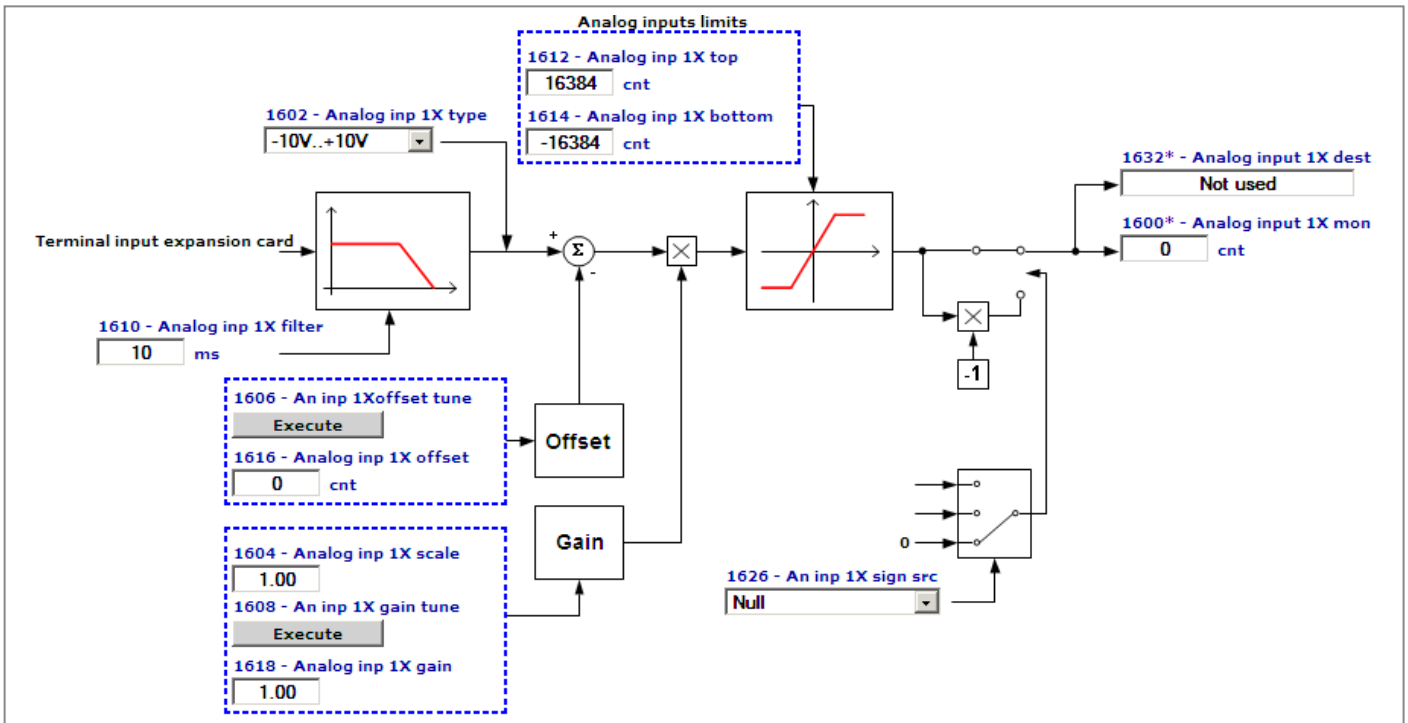 Analog inputs limits
1612 - Analog inp 1X top
16384 cnt
1602 - Analog inp 1X type
-10V..+10V
1614 - Analog inp 1X bottom
-16384 cnt
1632* - Analog input 1X dest
Not used
1600* - Analog input 1X mon
0 cnt
Terminal input expansion card
+
Σ
-
×
1610 - Analog inp 1X filter
10 ms
×
-1
1606 - An inp 1Xoffset tune
Execute
1616 - Analog inp 1X offset
0 cnt
Offset
1604 - Analog inp 1X scale
1.00
1608 - An inp 1X gain tune
Execute
1618 - Analog inp 1X gain
1.00
Gain
0
1626 - An inp 1X sign src
Null